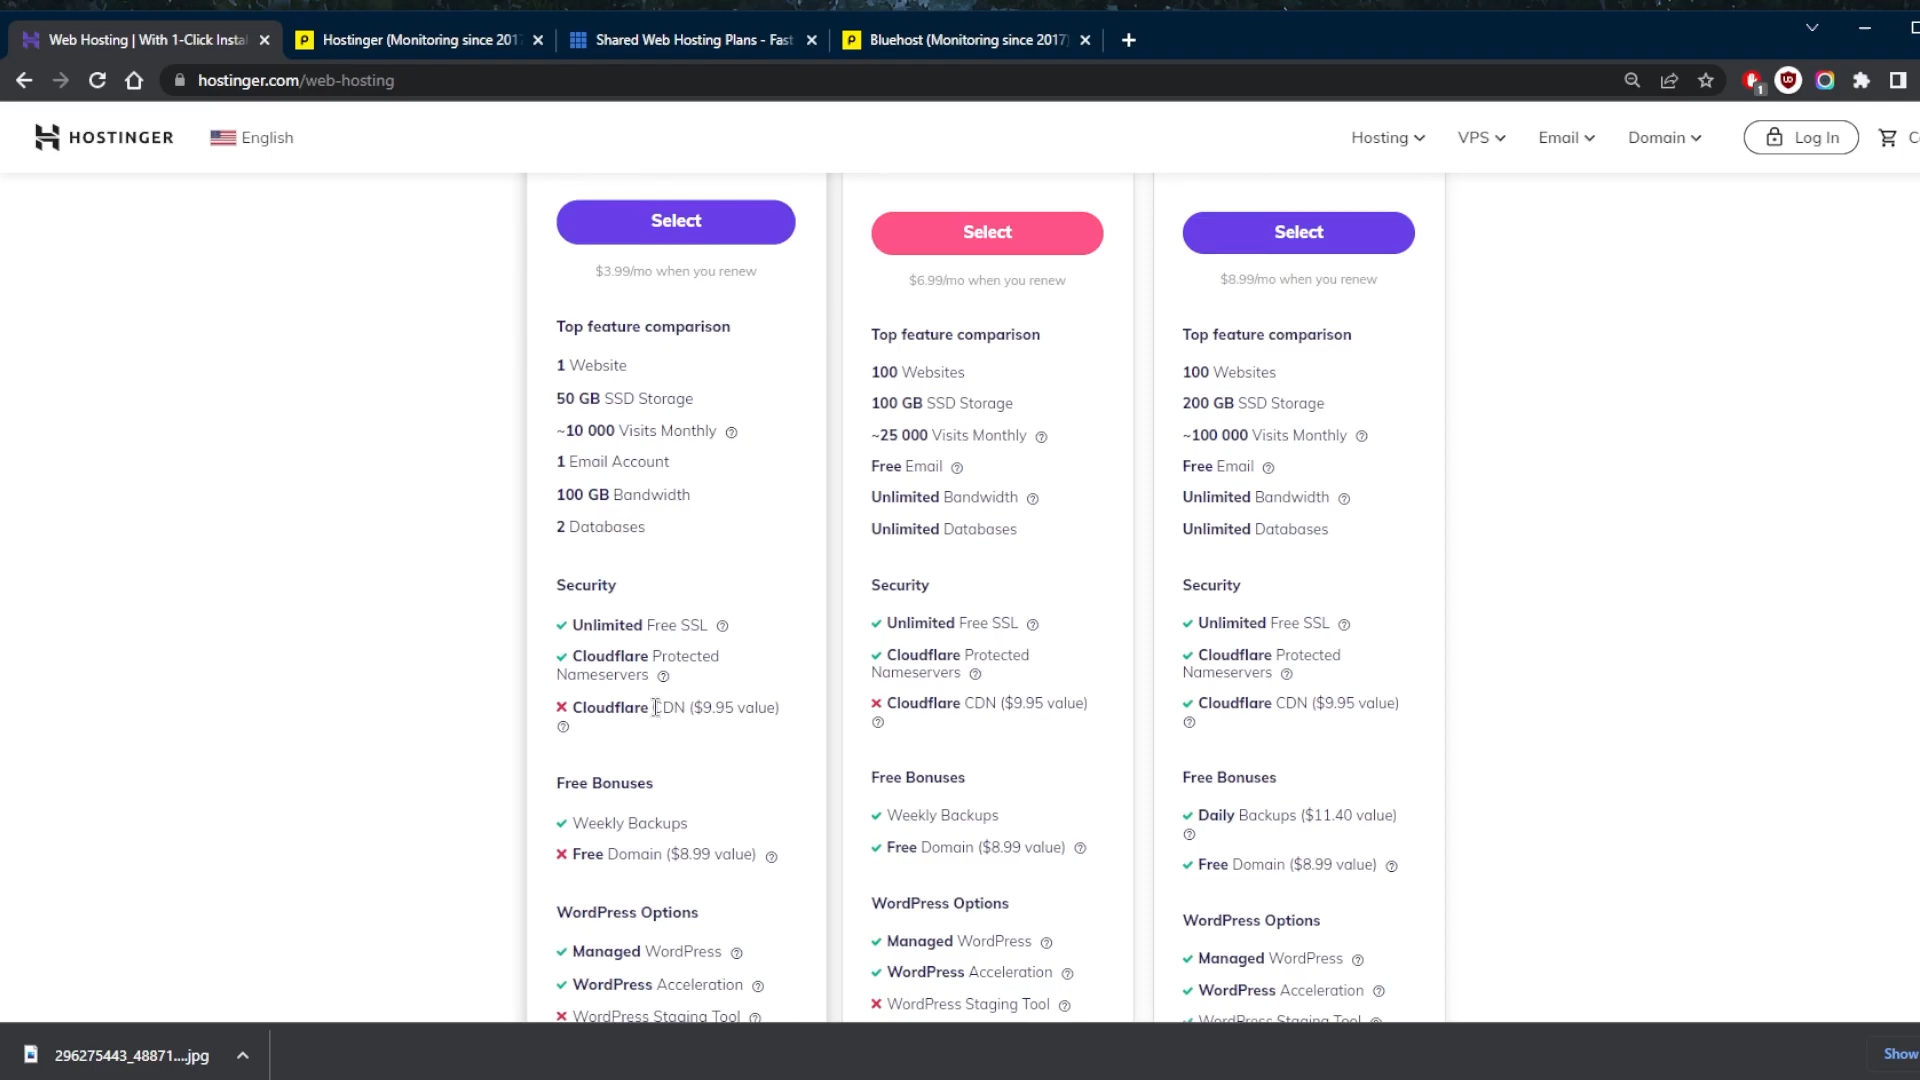 Web Hosting | With 1-Click Insta
Hostinger (Monitoring since 201
Shared Web Hosting Plans - Fast
Bluehost (Monitoring since 2017)
hostinger.com/web-hosting
1
HOSTINGER
English
Hosting
VPS
Email
Domain
Log In
Select
$3.99/mo when you renew
Top feature comparison
1 Website
50 GB SSD Storage
~10 000 Visits Monthly
1 Email Account
100 GB Bandwidth
2 Databases
Security
Unlimited Free SSL
Cloudflare Protected
Nameservers
Cloudflare CDN ($9.95 value)
Free Bonuses
Weekly Backups
Free Domain ($8.99 value)
WordPress Options
Managed WordPress
WordPress Acceleration
WordPress Staging Tool
Select
$6.99/mo when you renew
Top feature comparison
100 Websites
100 GB SSD Storage
~25 000 Visits Monthly
Free Email
Unlimited Bandwidth
Unlimited Databases
Security
Unlimited Free SSL
Cloudflare Protected
Nameservers
Cloudflare CDN ($9.95 value)
Free Bonuses
Weekly Backups
Free Domain ($8.99 value)
WordPress Options
Managed WordPress
WordPress Acceleration
WordPress Staging Tool
Select
$8.99/mo when you renew
Top feature comparison
100 Websites
200 GB SSD Storage
~100 000 Visits Monthly
Free Email
Unlimited Bandwidth
Unlimited Databases
Security
Unlimited Free SSL
Cloudflare Protected
Nameservers
Cloudflare CDN ($9.95 value)
Free Bonuses
Daily Backups ($11.40 value)
Free Domain ($8.99 value)
WordPress Options
Managed WordPress
WordPress Acceleration
WordPress Staging Tool
296275443_48871....jpg
Show